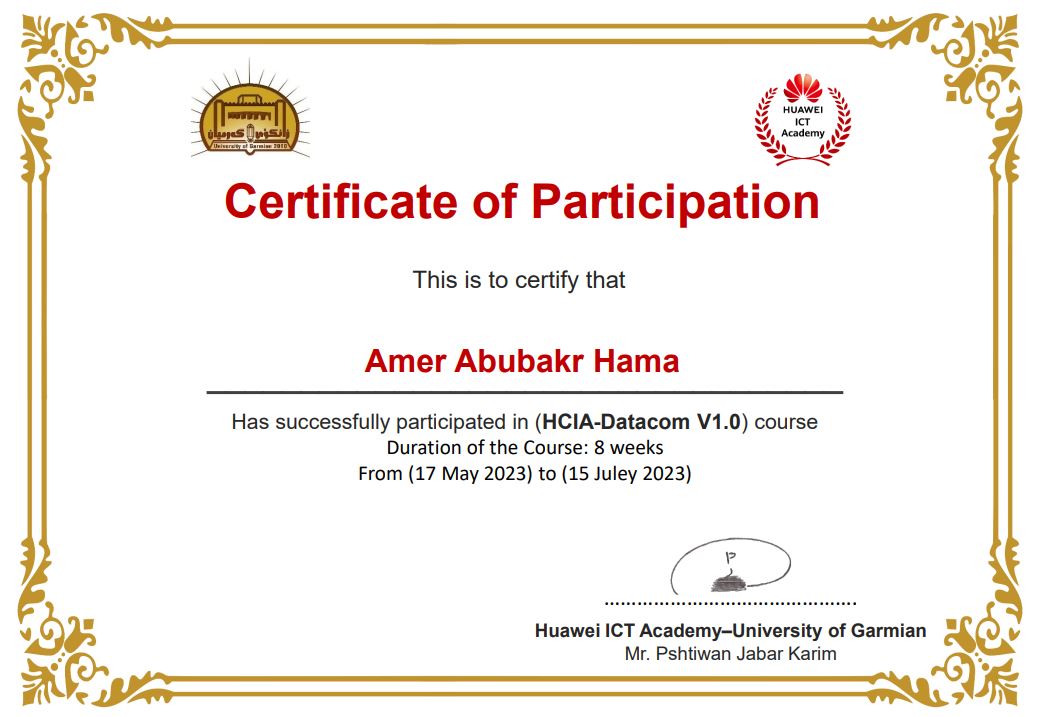 زانكۆی گەرمیان
University of Garmian 2010
HUAWEI
ICT
Academy
Certificate of Participation
This is to certify that
Amer Abubakr Hama
Has successfully participated in (HCIA-Datacom V1.0) course
Duration of the Course: 8 weeks
From (17 May 2023) to (15 Juley 2023)
P
Huawei ICT Academy–University of Garmian
Mr. Pshtiwan Jabar Karim